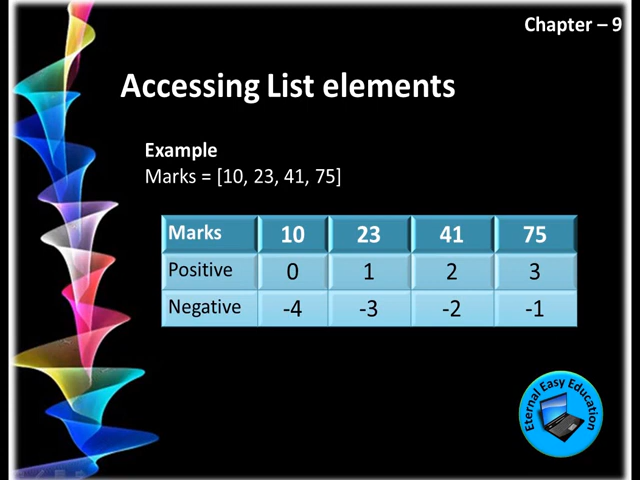 Chapter – 9
Accessing List elements
Example
Marks = [10, 23, 41, 75]
Marks 10 23 41 75
Positive 0 1 2 3
Negative -4 -3 -2 -1
Eternal Easy Education